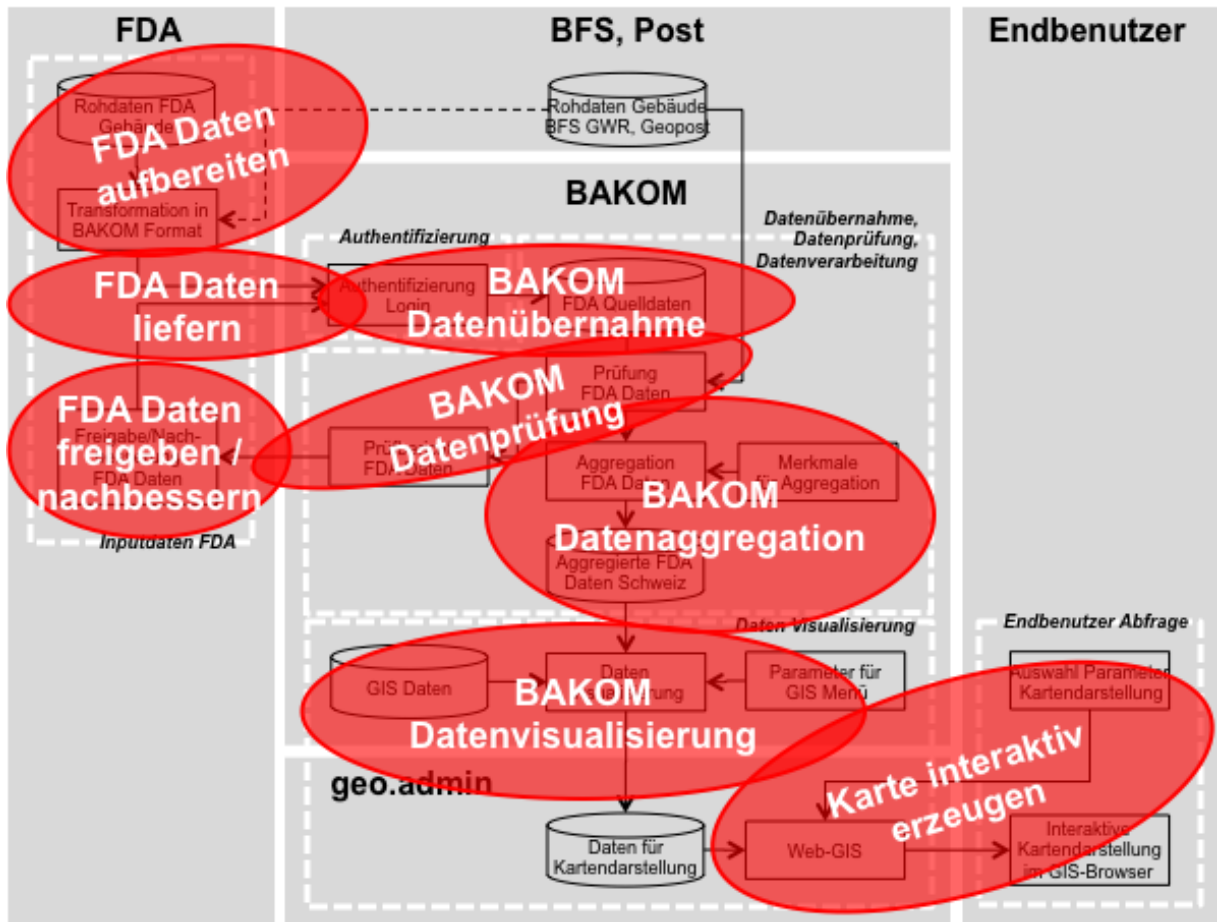 FDA
BFS, Post
Endbenutzer
Rohdaten FDA
Gebäude
FDA Daten
aufbereiten
Transformation in
BAKOM Format
Rohdaten Gebäude
BFS GWR, Geopost
BAKOM
Datenübernahme,
Datenprüfung,
Datenverarbeitung
Authentifizierung
Authentifizierung
Login
FDA Quelldaten
FDA Daten
liefern
BAKOM
Datenübernahme
Prüfung
FDA Daten
BAKOM
Datenprüfung
FDA Daten
FDA Daten
freigeben /
nachbessern
Freigabe/Nach-
FDA Daten
Inputdaten FDA
Aggregation
FDA Daten
Merkmale
für Aggregation
BAKOM
Datenaggregation
Aggregierte FDA
Daten Schweiz
Daten Visualisierung
Endbenutzer Abfrage
GIS Daten
Daten
Parameter für
GIS Menü
BAKOM
Datenvisualisierung
Auswahl Parameter
Kartendarstellung
Karte interaktiv
erzeugen
geo.admin
Daten für
Kartendarstellung
Web-GIS
Interaktive
Kartendarstellung
im GIS-Browser